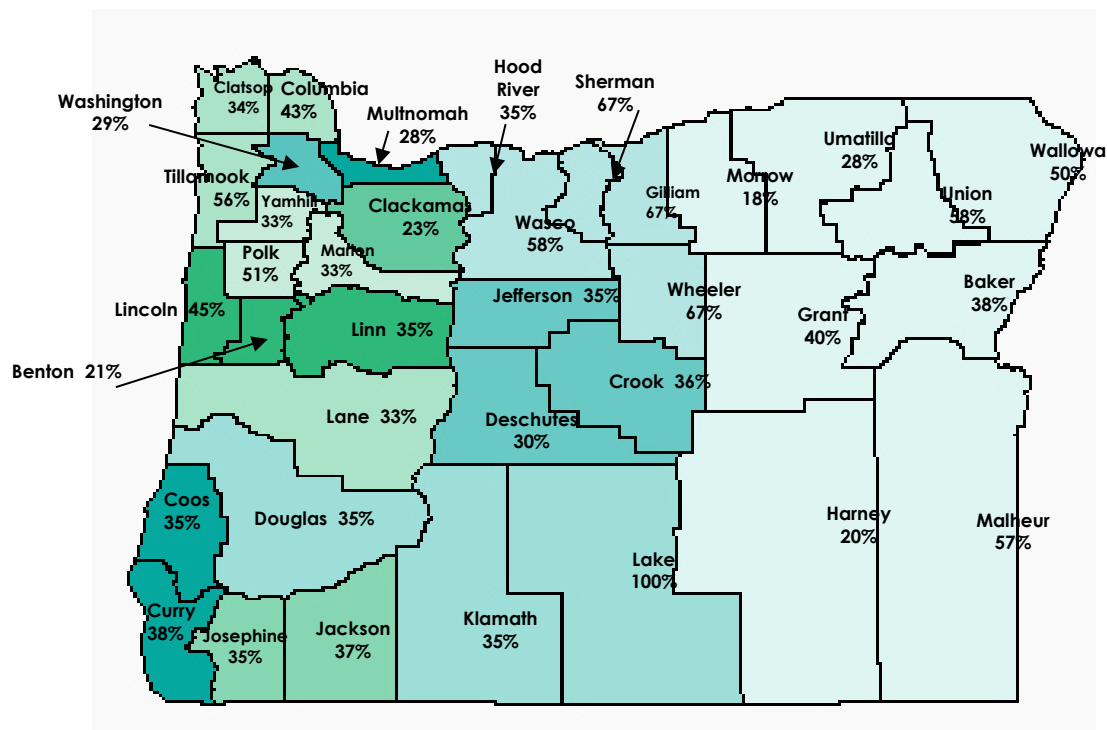 Hood
River
35%
Sherman
67%
Clatsop
34%
Columbia
43%
Washington
29%
Multnomah
28%
Umatilla
28%
Wallowa
50%
Tillamook
56%
Morrow
18%
Gilliam
67%
Union
58%
Yamhill
33%
Clackamas
23%
Wasco
58%
Polk
51%
Marion
33%
Baker
38%
Jefferson 35%
Wheeler
67%
Lincoln 45%
Grant
40%
Linn 35%
Benton 21%
Crook 36%
Lane 33%
Deschutes
30%
Coos
35%
Douglas 35%
Harney
20%
Malheur
57%
Lake
100%
Curry
38%
Josephine
35%
Jackson
37%
Klamath
35%